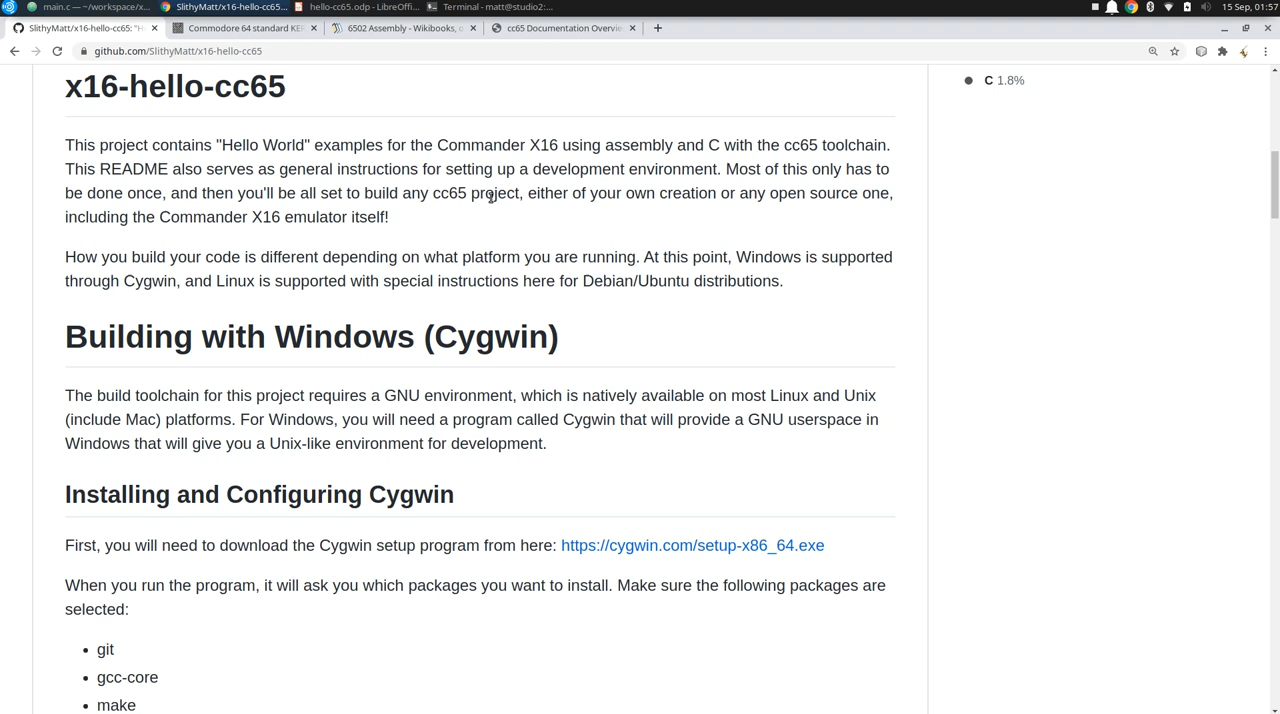 main.c — ~/workspace/x...
SlithyMatt/x16-hello-cc65...
hello-cc65.odp - LibreOffi...
Terminal - matt@studio2:...
15 Sep, 01:57
SlithyMatt/x16-hello-cc65: "H
Commodore 64 standard KER
6502 Assembly - Wikibooks, o
cc65 Documentation Overvie
github.com/SlithyMatt/x16-hello-cc65
x16-hello-cc65
C 1.8%
This project contains "Hello World" examples for the Commander X16 using assembly and C with the cc65 toolchain.
This README also serves as general instructions for setting up a development environment. Most of this only has to
be done once, and then you'll be all set to build any cc65 project, either of your own creation or any open source one,
including the Commander X16 emulator itself!
How you build your code is different depending on what platform you are running. At this point, Windows is supported
through Cygwin, and Linux is supported with special instructions here for Debian/Ubuntu distributions.
Building with Windows (Cygwin)
The build toolchain for this project requires a GNU environment, which is natively available on most Linux and Unix
(include Mac) platforms. For Windows, you will need a program called Cygwin that will provide a GNU userspace in
Windows that will give you a Unix-like environment for development.
Installing and Configuring Cygwin
First, you will need to download the Cygwin setup program from here: https://cygwin.com/setup-x86_64.exe
When you run the program, it will ask you which packages you want to install. Make sure the following packages are
selected:
git
gcc-core
make